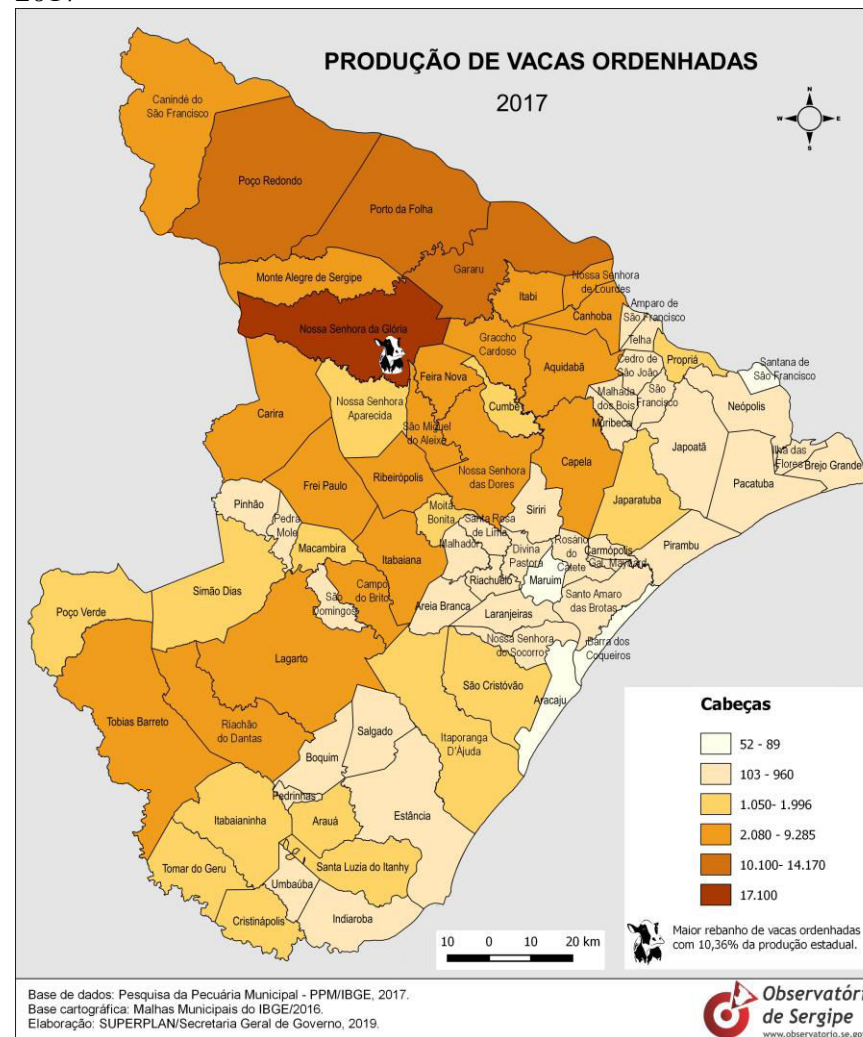 2017
PRODUÇÃO DE VACAS ORDENHADAS
2017
N
W
E
S
Canindé do
São Francisco
Poço Redondo
Porto da Folha
Monte Alegre de Sergipe
Gararu
Nossa Senhora
de Lourdes
Itabi
Amparo de
São Francisco
Canhoba
Nossa Senhora da Glória
Graccho
Cardoso
Telha
Propriá
Santana de
São Francisco
Aquidabã
Cedro de
São João
Feira Nova
Cumbe
Malhada
dos Bois
São
Francisco
Neópolis
Nossa Senhora
Aparecida
Muribeca
Carira
São Miguel
do Aleixo
Japoatã
Ilha das
Flores
Brejo Grande
Frei Paulo
Ribeirópolis
Nossa Senhora
das Dores
Capela
Pacatuba
Japaratuba
Pinhão
Pedra
Mole
Moita
Bonita
Santa Rosa
de Lima
Siriri
Pirambu
Macambira
Itabaiana
Malhador
Divina
Pastora
Rosário
do
Catete
Carmópolis
Gal. Maynard
Simão Dias
Campo
do Brito
Riachuelo
Maruim
São
Domingos
Areia Branca
Santo Amaro
das Brotas
Poço Verde
Laranjeiras
Nossa Senhora
do Socorro
Barra dos
Coqueiros
Lagarto
São Cristóvão
Aracaju
Tobias Barreto
Riachão
do Dantas
Itaporanga
D'Ájuda
Salgado
Boquim
Pedrinhas
Estância
Itabaianinha
Arauá
Tomar do Geru
Santa Luzia do Itanhy
Umbaúba
Cristinápolis
Indiaroba
Cabeças
52 - 89
103 - 960
1.050- 1.996
2.080 - 9.285
10.100- 14.170
17.100
Maior rebanho de vacas ordenhadas
com 10,36% da produção estadual.
10 0 10 20 km
Base de dados: Pesquisa da Pecuária Municipal - PPM/IBGE, 2017.
Base cartográfica: Malhas Municipais do IBGE/2016.
Elaboração: SUPERPLAN/Secretaria Geral de Governo, 2019.
Observatóri
de Sergipe
www.observatorio.se.gov